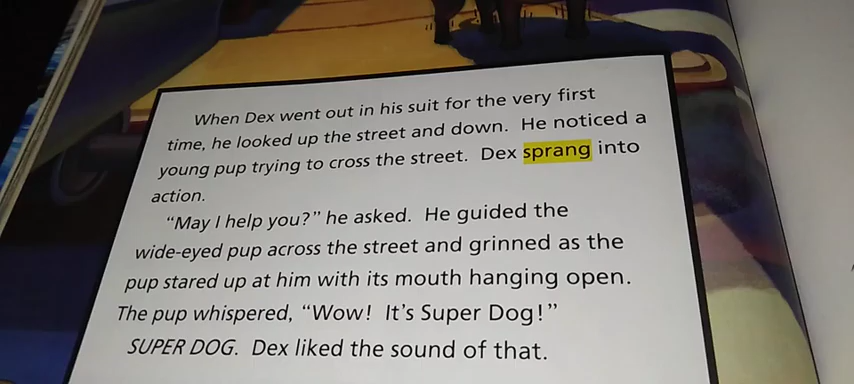 When Dex went out in his suit for the very first
time, he looked up the street and down. He noticed a
young pup trying to cross the street. Dex sprang into
action.
“May I help you?” he asked. He guided the
wide-eyed pup across the street and grinned as the
pup stared up at him with its mouth hanging open.
The pup whispered, “Wow! It’s Super Dog!”
SUPER DOG. Dex liked the sound of that.